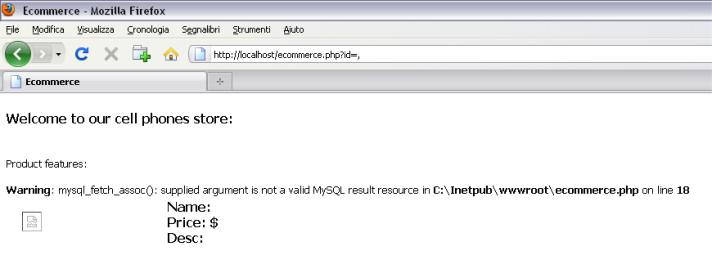 Ecommerce - Mozilla Firefox
File Modifica Visualizza Cronologia Segnalibri Strumenti Aiuto
http://localhost/ecommerce.php?id=,
Ecommerce
Welcome to our cell phones store:
Product features:
Warning: mysql_fetch_assoc(): supplied argument is not a valid MySQL result resource in C:\Inetpub\wwwroot\ecommerce.php on line 18
Name:
Price: $
Desc: